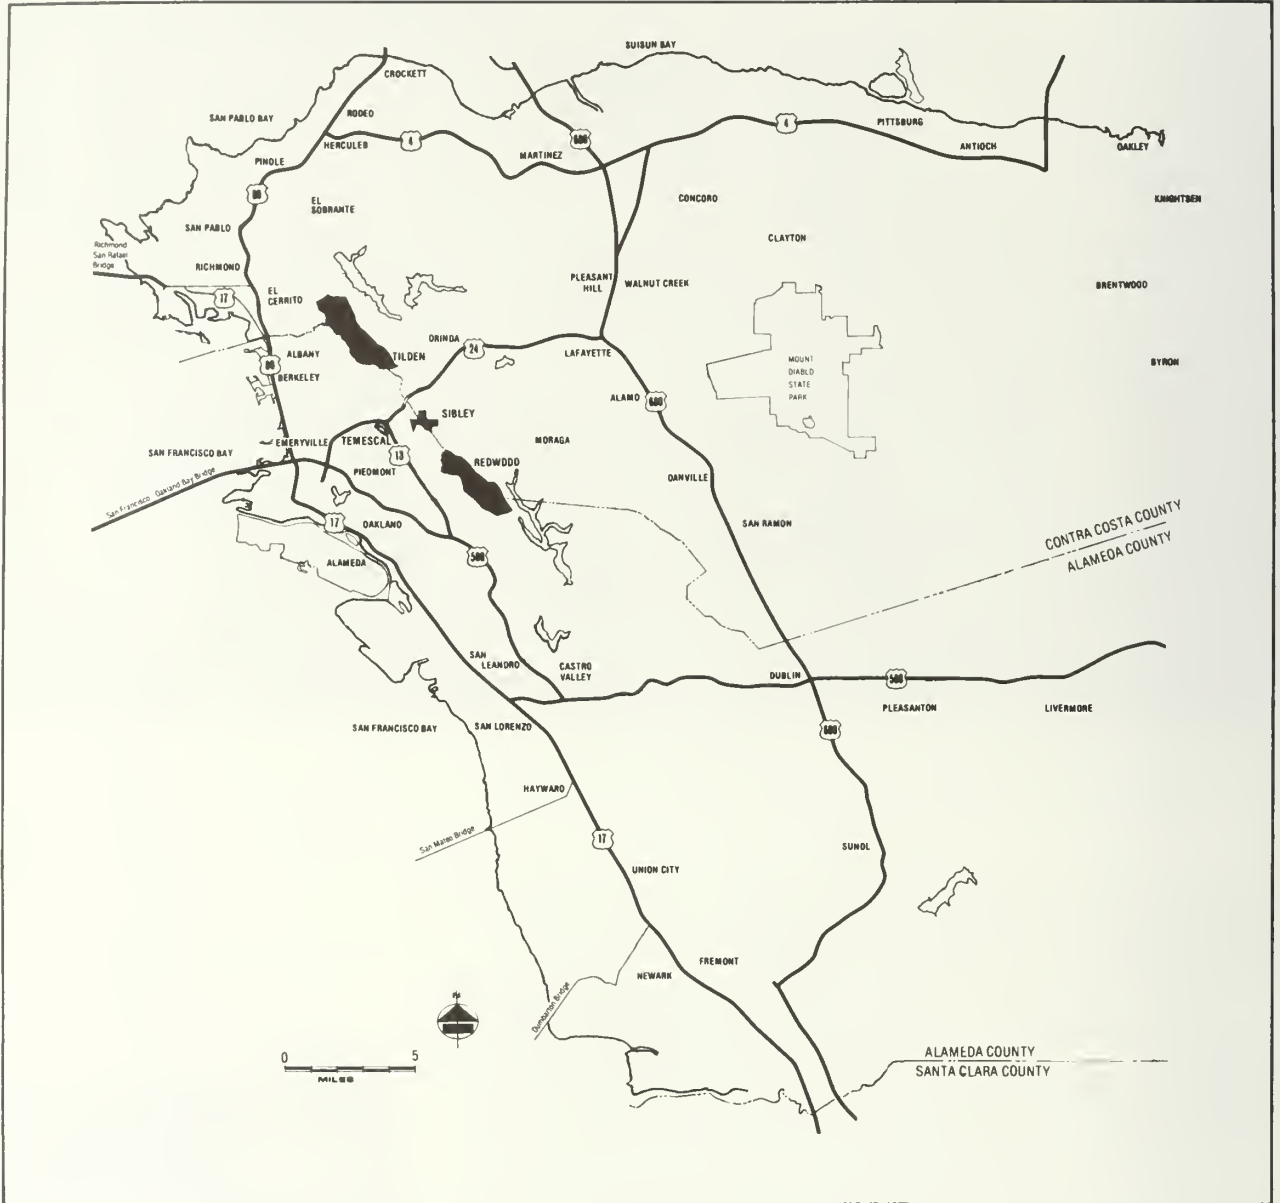 SUISUN BAY
CROCKETT
SAN PABLO BAY
RODEO
4
PITTSBURG
HERCULEB
4
680
MARTINEZ
ANTIOCH
OAKLEY
PINOLE
80
EL
SOBRANTE
CONCORO
KNIGHTSEN
SAN PABLO
CLAYTON
Richmond
San Rafael
Bridge
RICHMOND
PLEASANT
HILL
WALNUT CREEK
BRENTWOOD
17
EL
CERRITO
ORINDA
24
LAFAYETTE
ALBANY
TILDEN
MOUNT
DIABLO
STATE
PARK
BYRON
80
BERKELEY
ALAMO
680
SIBLEY
EMERYVILLE
TEMESCAL
MORAGA
SAN FRANCISCO BAY
13
REDWOOD
PIEDMONT
San Francisco Oakland Bay Bridge
OANVILLE
17
OAKLAND
SAN RAMON
CONTRA COSTA COUNTY
ALAMEOA COUNTY
580
ALAMEDA
SAN
LEANDRO
CASTRO
VALLEY
DUBLIN
580
PLEASANTON
LIVERMORE
SAN FRANCISCO BAY
SAN LORENZO
680
HAYWARD
San Mateo Bridge
17
SUNOL
UNION CITY
FREMONT
NEWARK
Dumbarton Bridge
0 5
MILES
ALAMEDA COUNTY
SANTA CLARA COUNTY